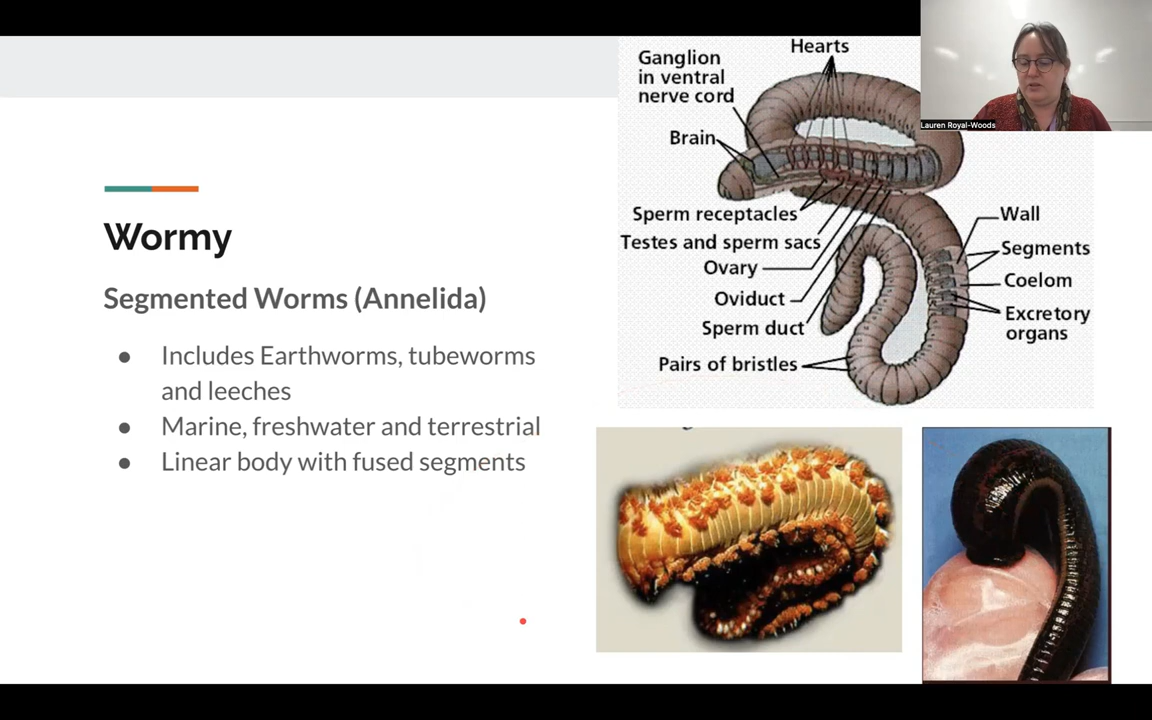 Wormy
Segmented Worms (Annelida)
● Includes Earthworms, tubeworms
and leeches
● Marine, freshwater and terrestrial
● Linear body with fused segments
Hearts
Ganglion
in ventral
nerve cord
Brain
Sperm receptacles
Testes and sperm sacs
Ovary
Oviduct
Sperm duct
Pairs of bristles
Wall
Segments
Coelom
Excretory
organs
Lauren Royal-Woods